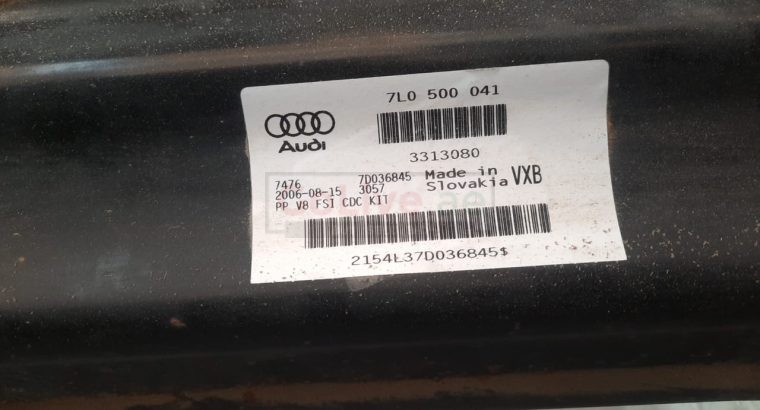 7L0 500 041
Audi
3313080
7476 7D036845 Made in VXB
2006-08-15 3057 Slovakia
PP V8 FSI CDC KIT
2154L37D036845$